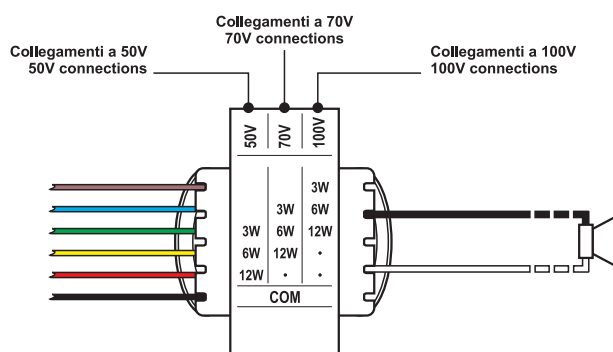 Collegamenti a 70V
70V connections
Collegamenti a 50V
50V connections
Collegamenti a 100V
100V connections
50V 70V 100V
3W
3W 6W
3W 6W 12W
6W 12W ·
12W · ·
COM